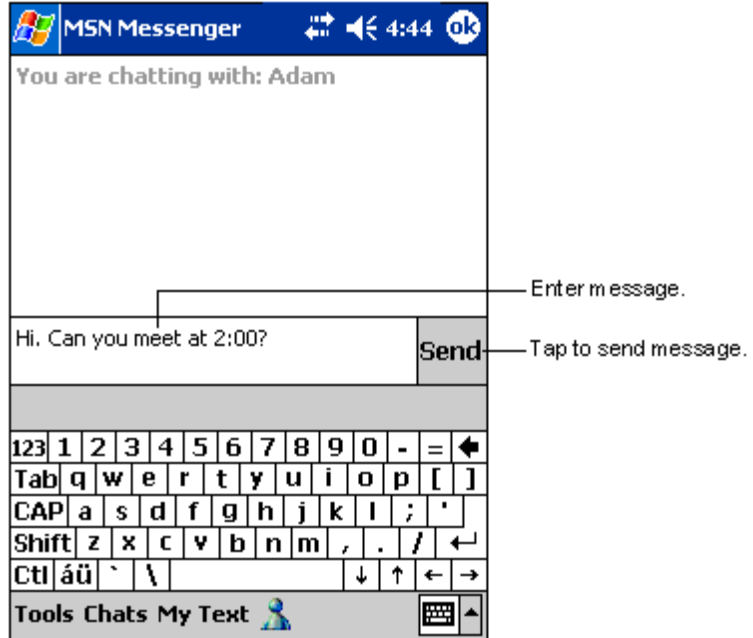 MSN Messenger 4:44 ok
You are chatting with: Adam
Enter message.
Hi. Can you meet at 2:00?
Send
Tap to send message.
123 1 2 3 4 5 6 7 8 9 0 - = 🡄
Tab q w e r t y u i o p [ ]
CAP a s d f g h j k l ; '
Shift z x c v b n m , . / ↵
Ctl áü ` \ ↓ ↑ ← →
Tools Chats My Text